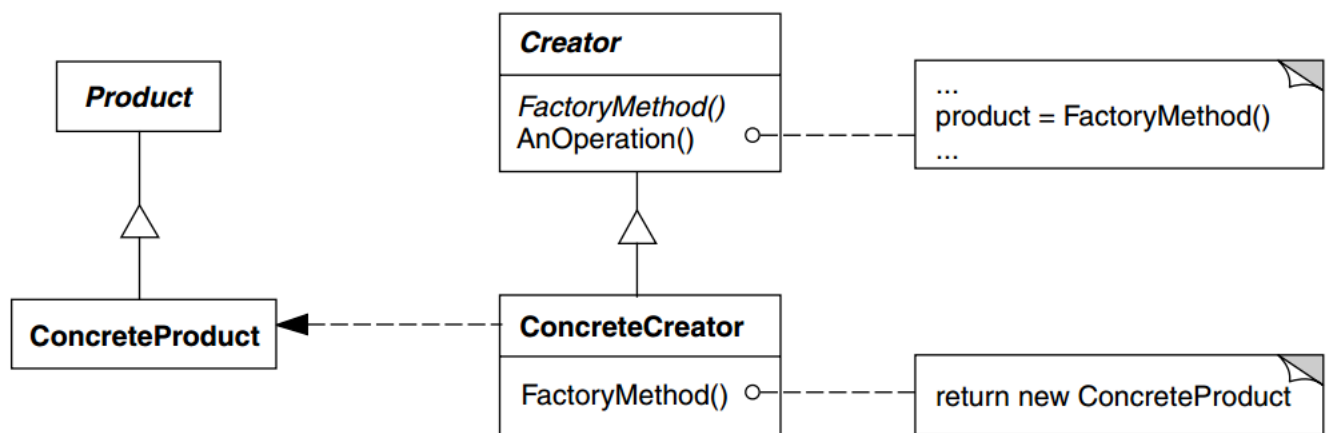 Product
Creator
FactoryMethod()
AnOperation()
...
product = FactoryMethod()
...
ConcreteProduct
ConcreteCreator
FactoryMethod()
return new ConcreteProduct